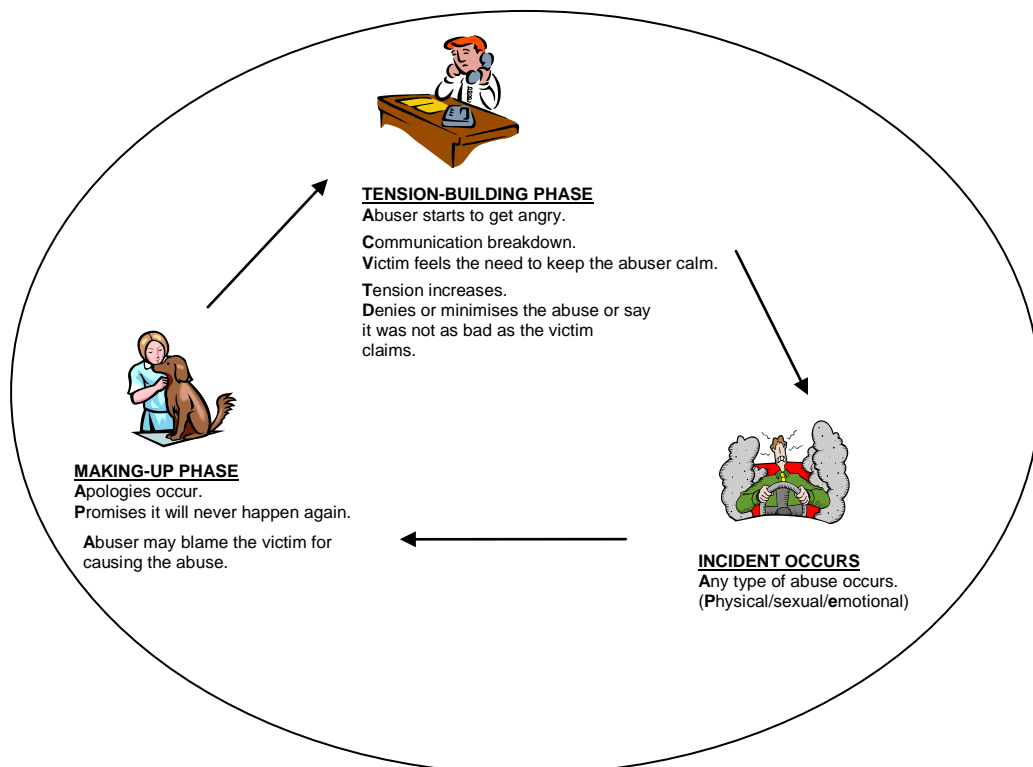 TENSION-BUILDING PHASE
Abuser starts to get angry.
Communication breakdown.
Victim feels the need to keep the abuser calm.
Tension increases.
Denies or minimises the abuse or say
it was not as bad as the victim
claims.
MAKING-UP PHASE
Apologies occur.
Promises it will never happen again.
Abuser may blame the victim for
causing the abuse.
INCIDENT OCCURS
Any type of abuse occurs.
(Physical/sexual/emotional)